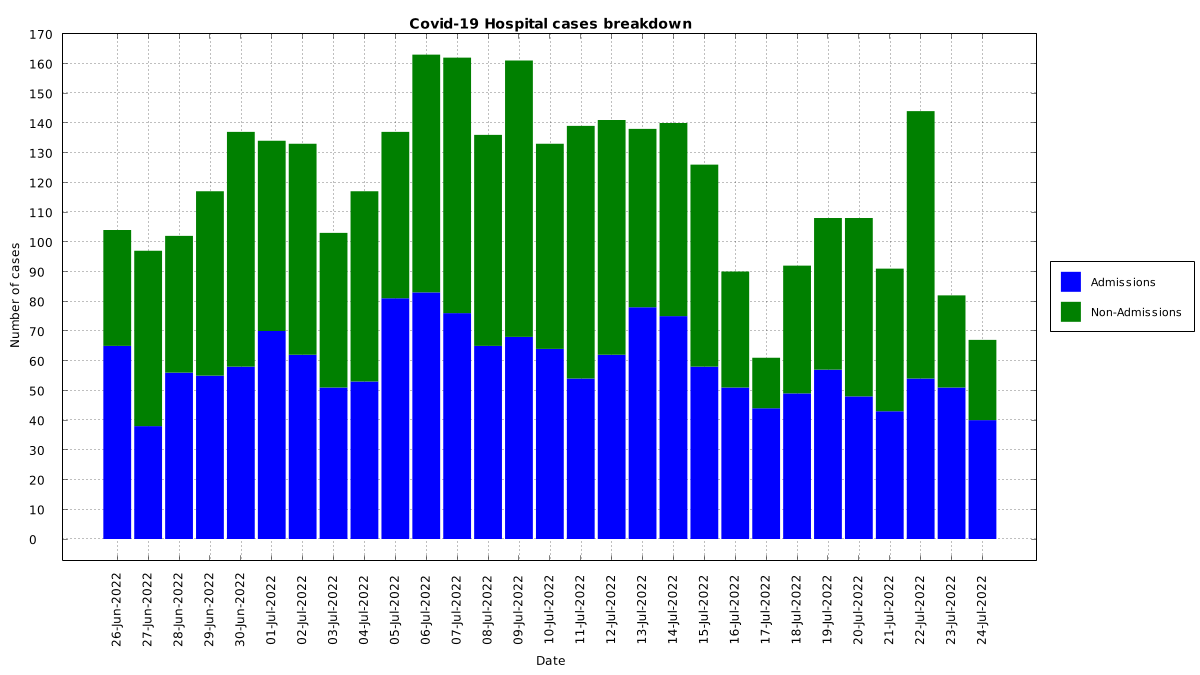 Covid-19 Hospital cases breakdown
170
160
150
140
130
120
110
100
90
80
70
60
50
40
30
20
10
0
Number of cases
Admissions
Non-Admissions
26-Jun-2022
27-Jun-2022
28-Jun-2022
29-Jun-2022
30-Jun-2022
01-Jul-2022
02-Jul-2022
03-Jul-2022
04-Jul-2022
05-Jul-2022
06-Jul-2022
07-Jul-2022
08-Jul-2022
09-Jul-2022
10-Jul-2022
11-Jul-2022
12-Jul-2022
13-Jul-2022
14-Jul-2022
15-Jul-2022
16-Jul-2022
17-Jul-2022
18-Jul-2022
19-Jul-2022
20-Jul-2022
21-Jul-2022
22-Jul-2022
23-Jul-2022
24-Jul-2022
Date